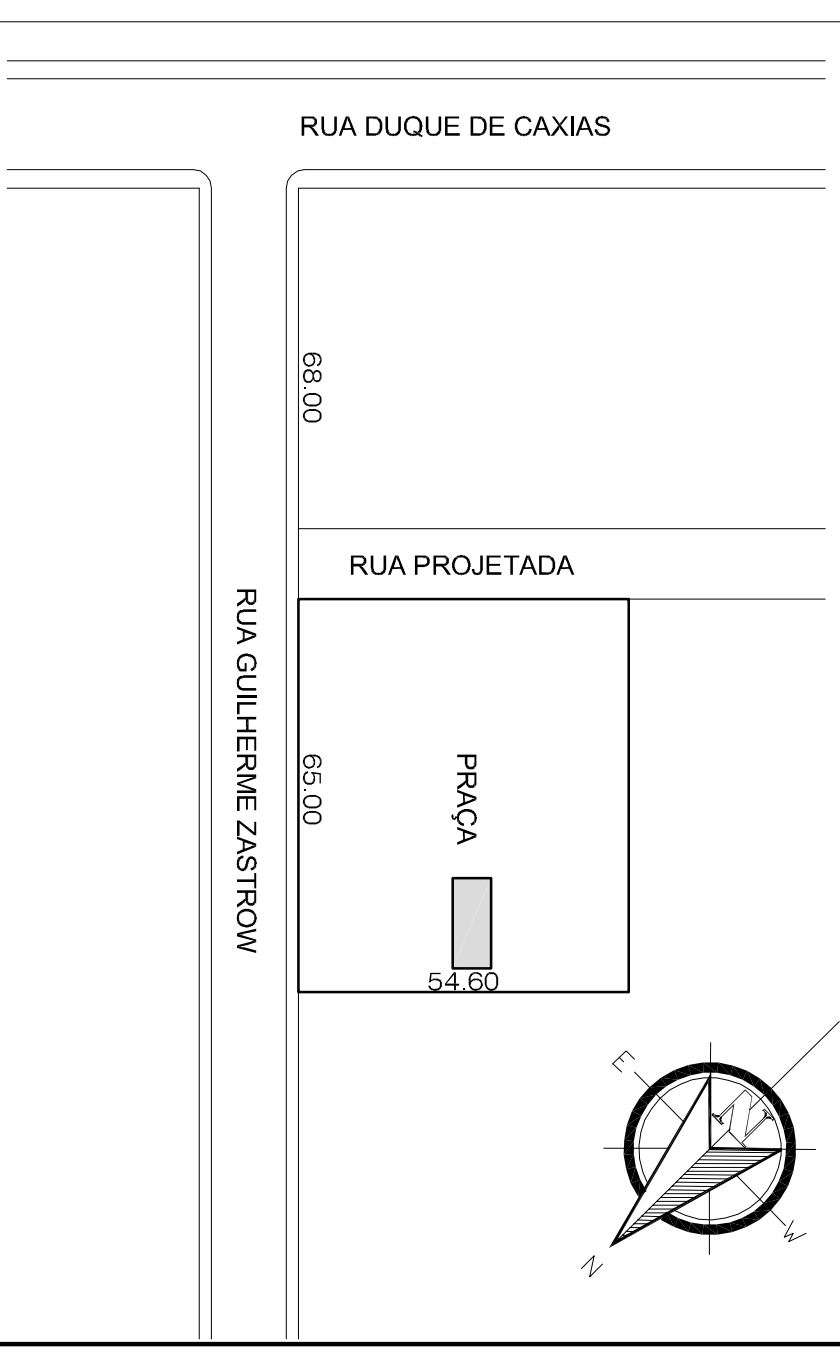 RUA DUQUE DE CAXIAS
68.00
RUA PROJETADA
RUA GUILHERME ZASTROW
65.00
PRAÇA
54.60
E
N
W
N